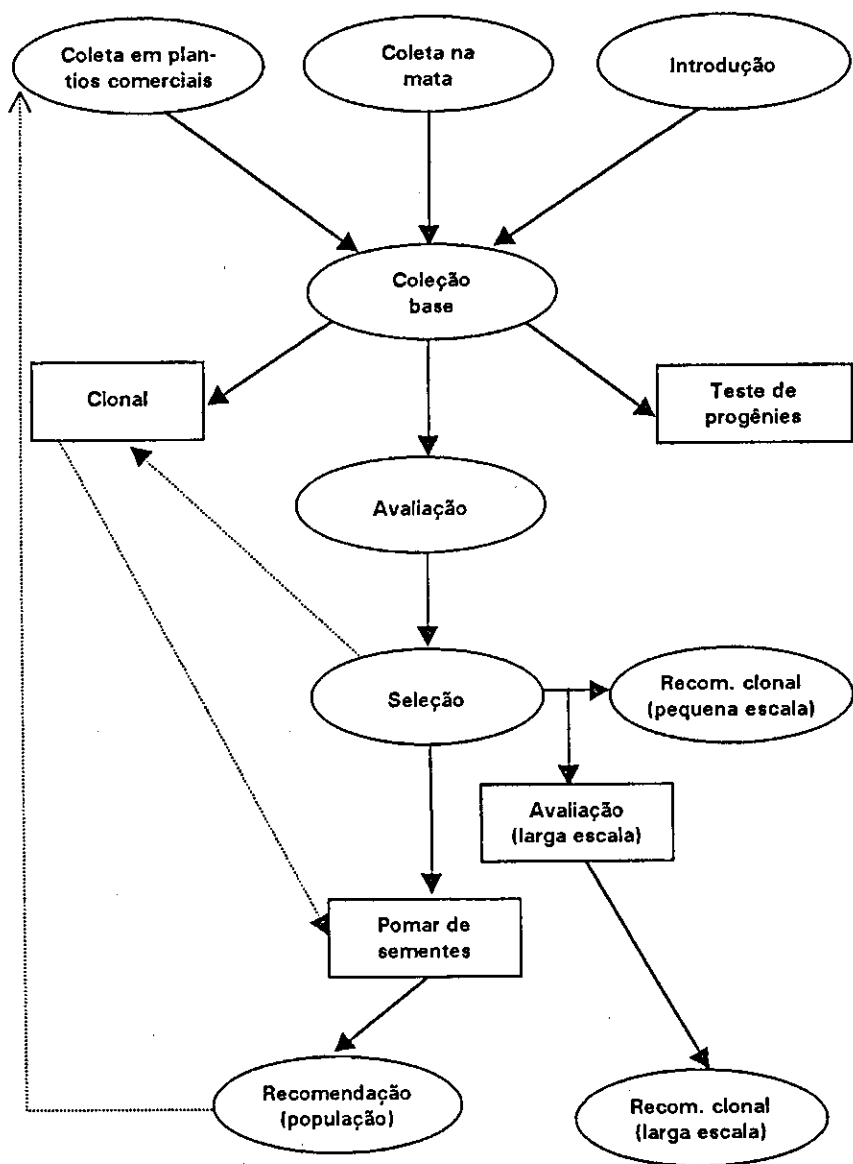 Coleta em plan-
tios comerciais
Coleta na
mata
Introdução
Coleção
base
Clonal
Teste de
progênies
Avaliação
Seleção
Recom. clonal
(pequena escala)
Avaliação
(larga escala)
Pomar de
sementes
Recomendação
(população)
Recom. clonal
(larga escala)